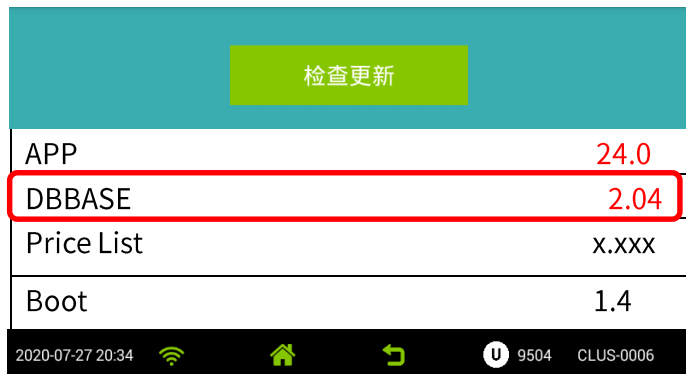 检查更新
APP 24.0
DBBASE 2.04
Price List x.xxx
Boot 1.4
2020-07-27 20:34 U 9504 CLUS-0006